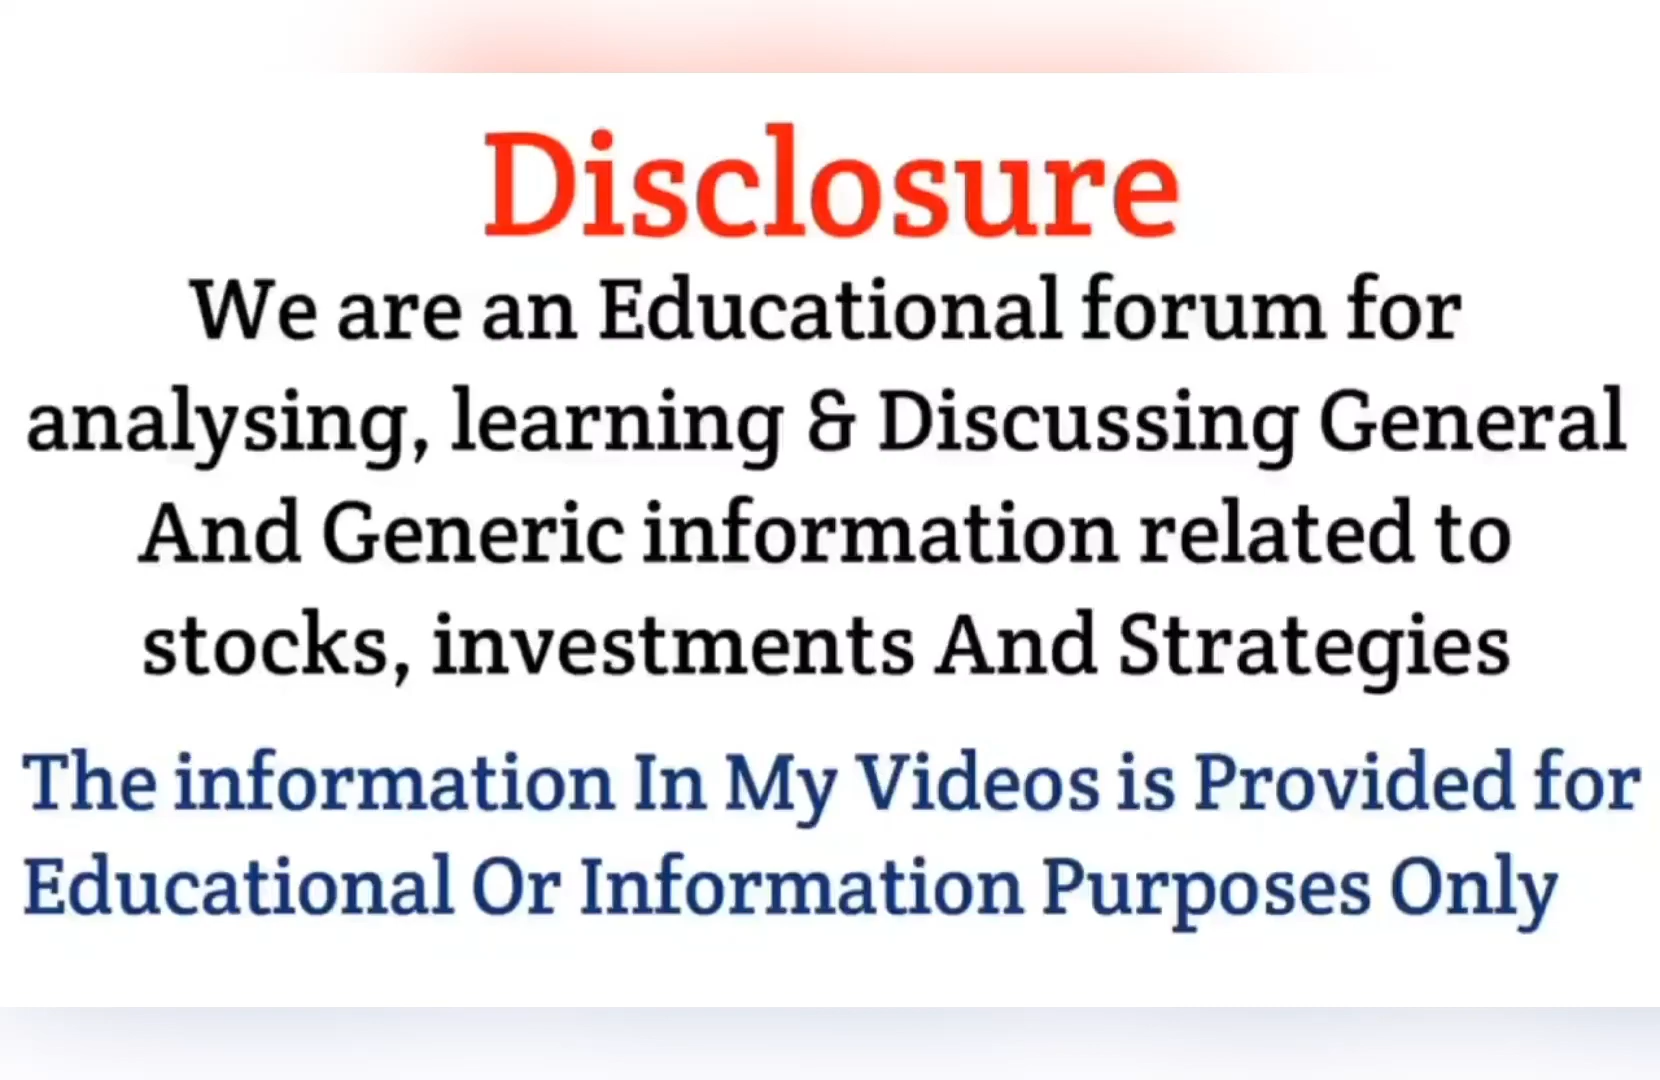 Disclosure
We are an Educational forum for
analysing, learning & Discussing General
And Generic information related to
stocks, investments And Strategies
The information In My Videos is Provided for
Educational Or Information Purposes Only